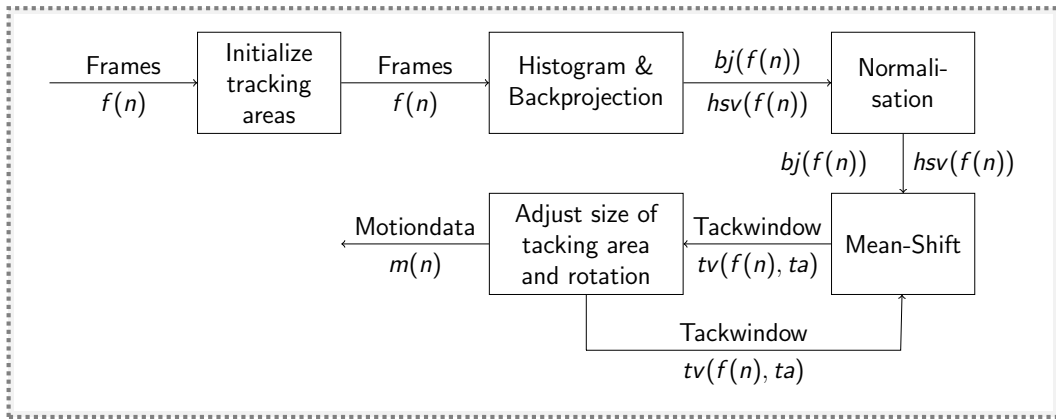 Frames
f(n)
Initialize
tracking
areas
Frames
f(n)
Histogram &
Backprojection
bj(f(n))
hsv(f(n))
Normali-
sation
bj(f(n))
hsv(f(n))
Mean-Shift
Tackwindow
tv(f(n), ta)
Adjust size of
tacking area
and rotation
Motiondata
m(n)
Tackwindow
tv(f(n), ta)